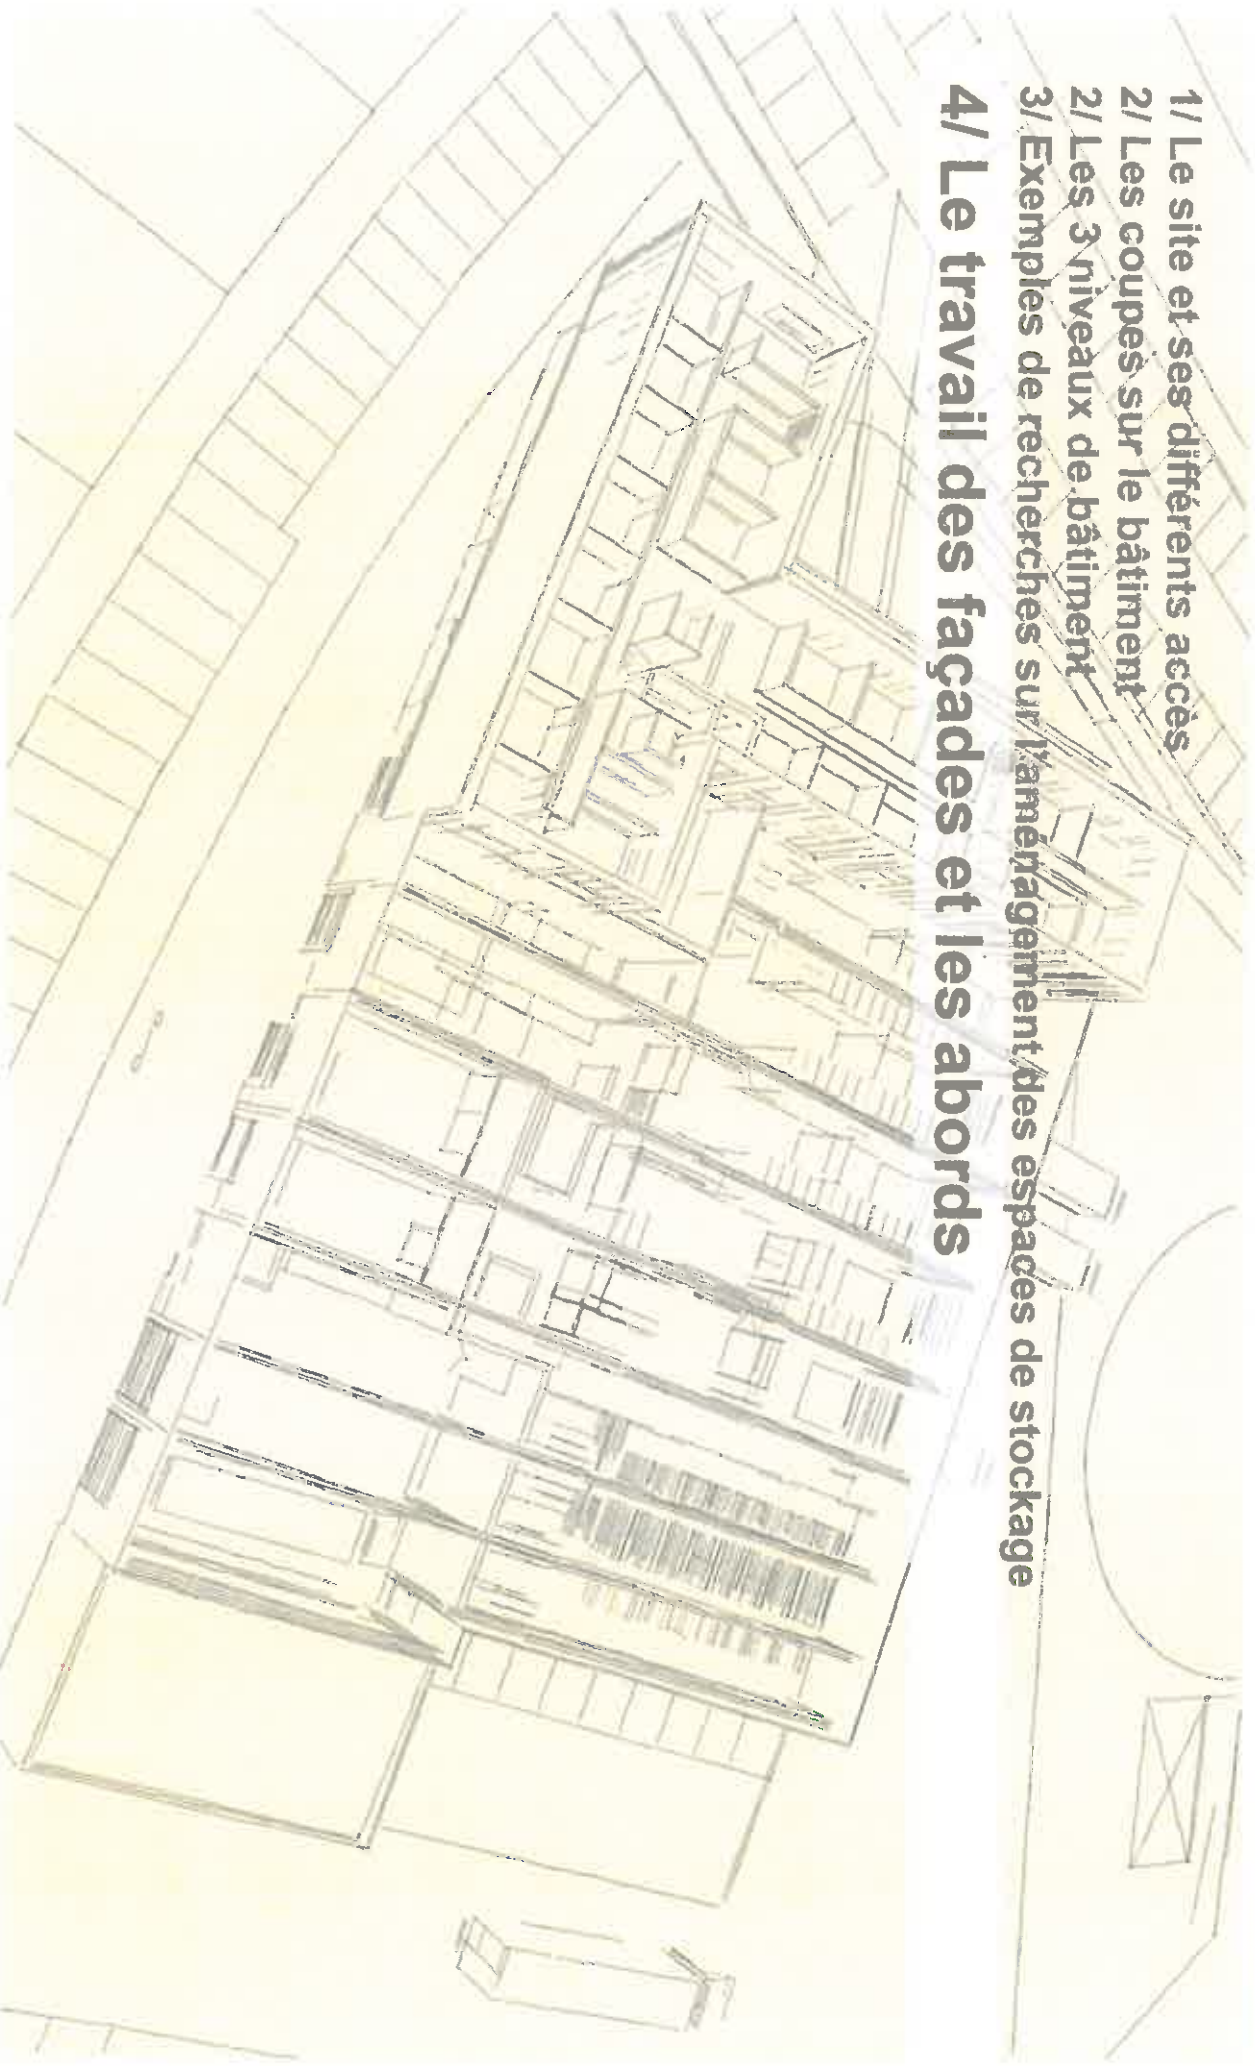 1/ Le site et ses différents accès
2/ Les coupes sur le bâtiment
2/ Les 3 niveaux de bâtiment
3/ Exemples de recherches sur l'aménagement des espaces de stockage
4/ Le travail des façades et les abords